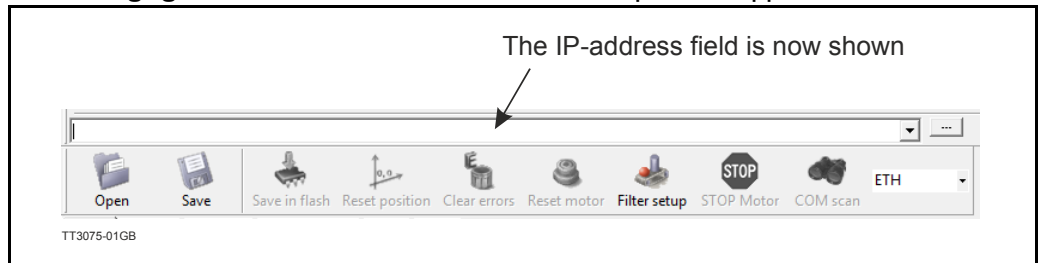 The IP-address field is now shown
...
Open Save Save in flash Reset position Clear errors Reset motor Filter setup STOP Motor COM scan ETH
STOP
TT3075-01GB